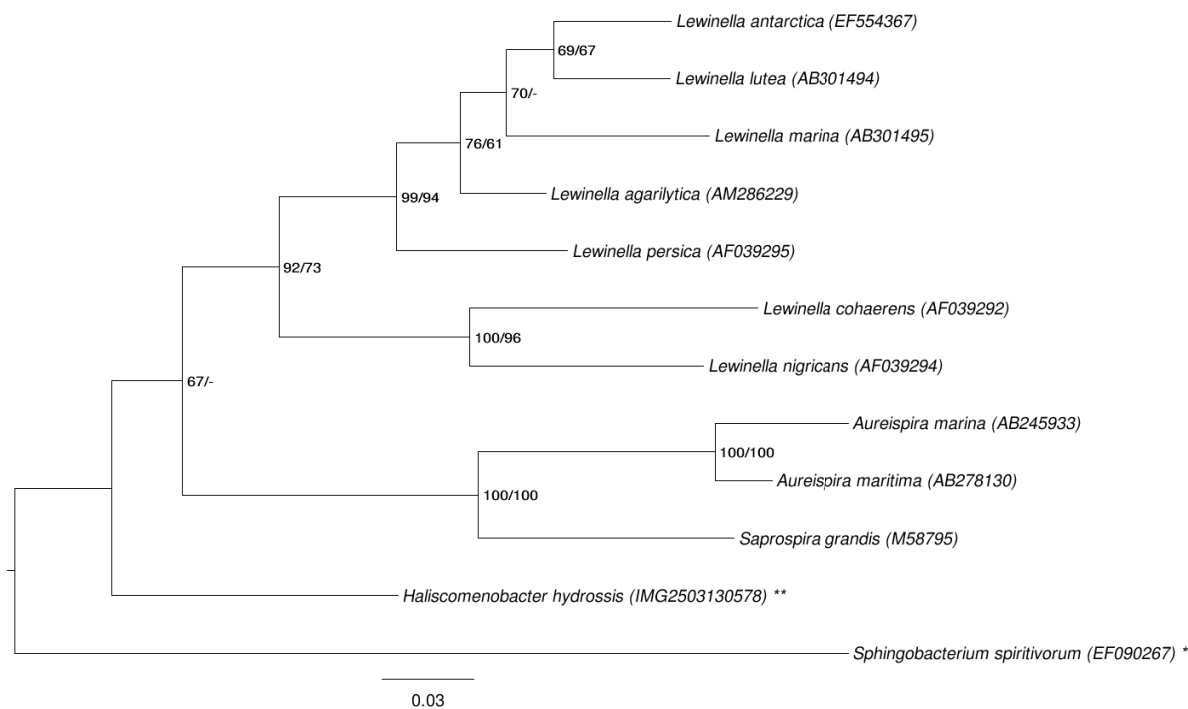 Lewinella antarctica (EF554367)
69/67
Lewinella lutea (AB301494)
70/-
Lewinella marina (AB301495)
76/61
Lewinella agarilytica (AM286229)
99/94
Lewinella persica (AF039295)
92/73
Lewinella cohaerens (AF039292)
100/96
Lewinella nigricans (AF039294)
67/-
Aureispira marina (AB245933)
100/100
Aureispira maritima (AB278130)
100/100
Saprospira grandis (M58795)
Haliscomenobacter hydrossis (IMG2503130578) **
Sphingobacterium spiritivorum (EF090267) *
0.03